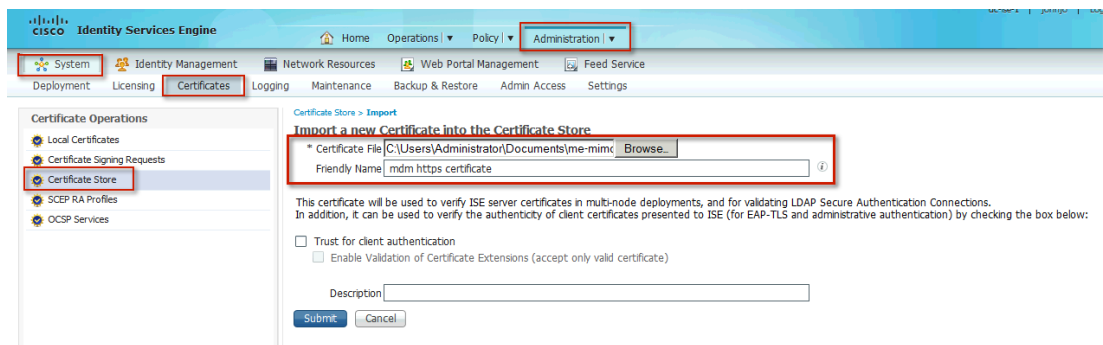 cisco Identity Services Engine
Home Operations Policy Administration
System Identity Management Network Resources Web Portal Management Feed Service
Deployment Licensing Certificates Logging Maintenance Backup & Restore Admin Access Settings
Certificate Operations
Local Certificates
Certificate Signing Requests
Certificate Store
SCEP RA Profiles
OCSP Services
Certificate Store > Import
Import a new Certificate into the Certificate Store
* Certificate File C:\Users\Administrator\Documents\me-mimc Browse...
Friendly Name mdm https certificate
This certificate will be used to verify ISE server certificates in multi-node deployments, and for validating LDAP Secure Authentication Connections.
In addition, it can be used to verify the authenticity of client certificates presented to ISE (for EAP-TLS and administrative authentication) by checking the box below:
Trust for client authentication
Enable Validation of Certificate Extensions (accept only valid certificate)
Description
Submit Cancel